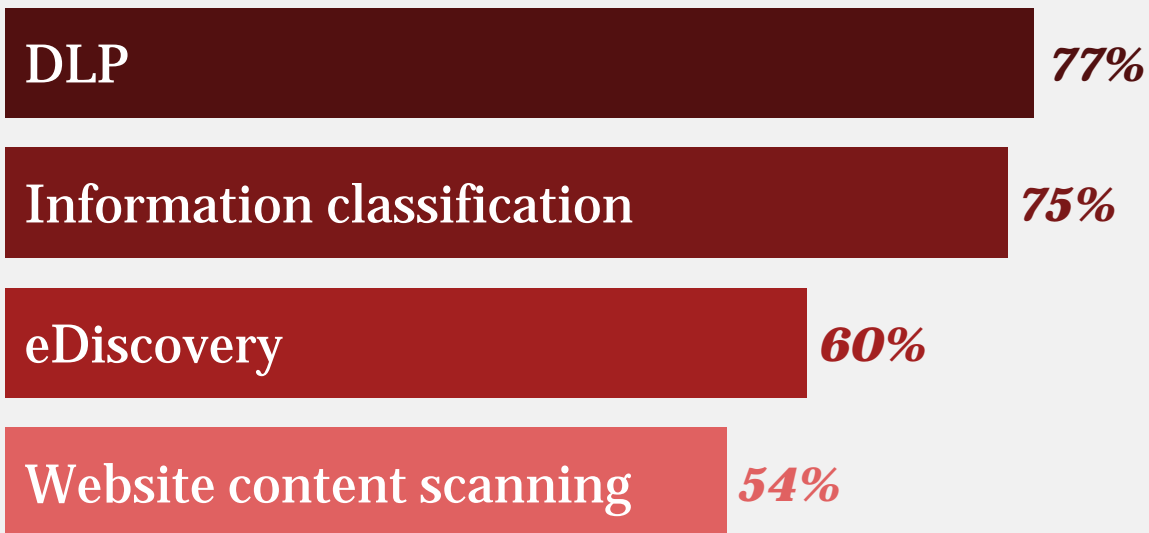 DLP 77%
Information classification 75%
eDiscovery 60%
Website content scanning 54%